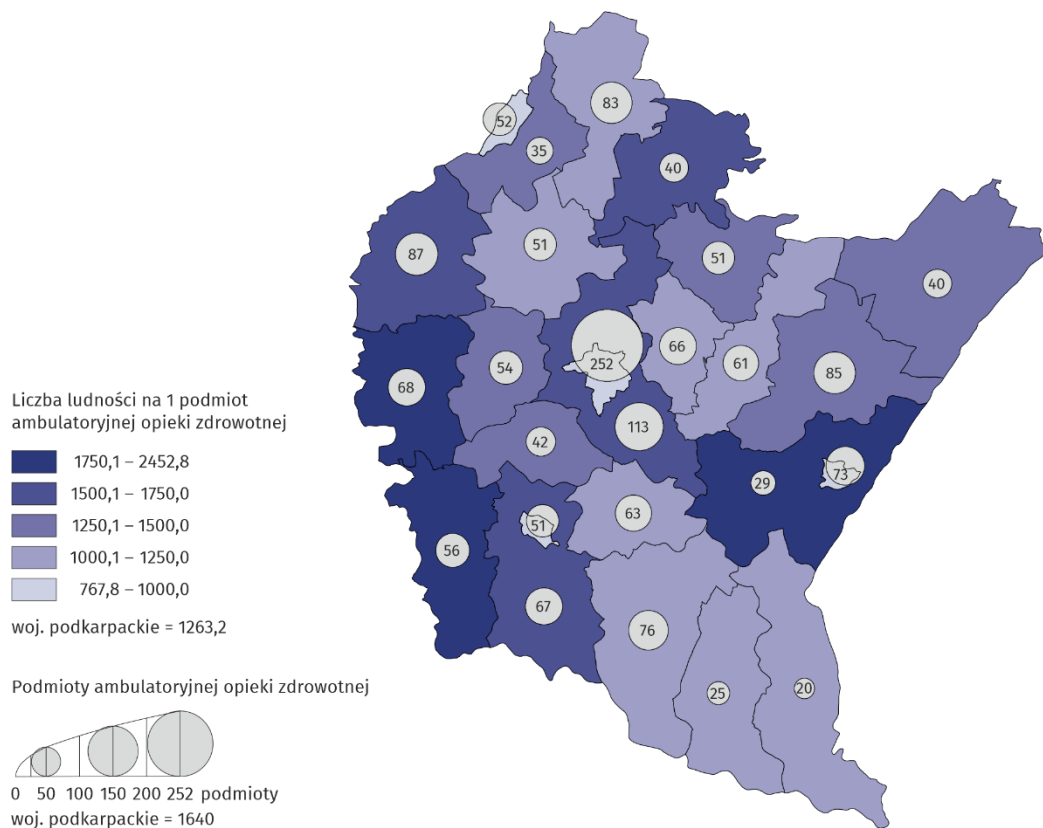 83
52
35
40
51
87
51
40
252
66
61
54
85
68
113
42
73
29
63
51
56
67
76
25
20
Liczba ludności na 1 podmiot
ambulatoryjnej opieki zdrowotnej
1750,1 – 2452,8
1500,1 – 1750,0
1250,1 – 1500,0
1000,1 – 1250,0
767,8 – 1000,0
woj. podkarpackie = 1263,2
Podmioty ambulatoryjnej opieki zdrowotnej
0 50 100 150 200 252 podmioty
woj. podkarpackie = 1640